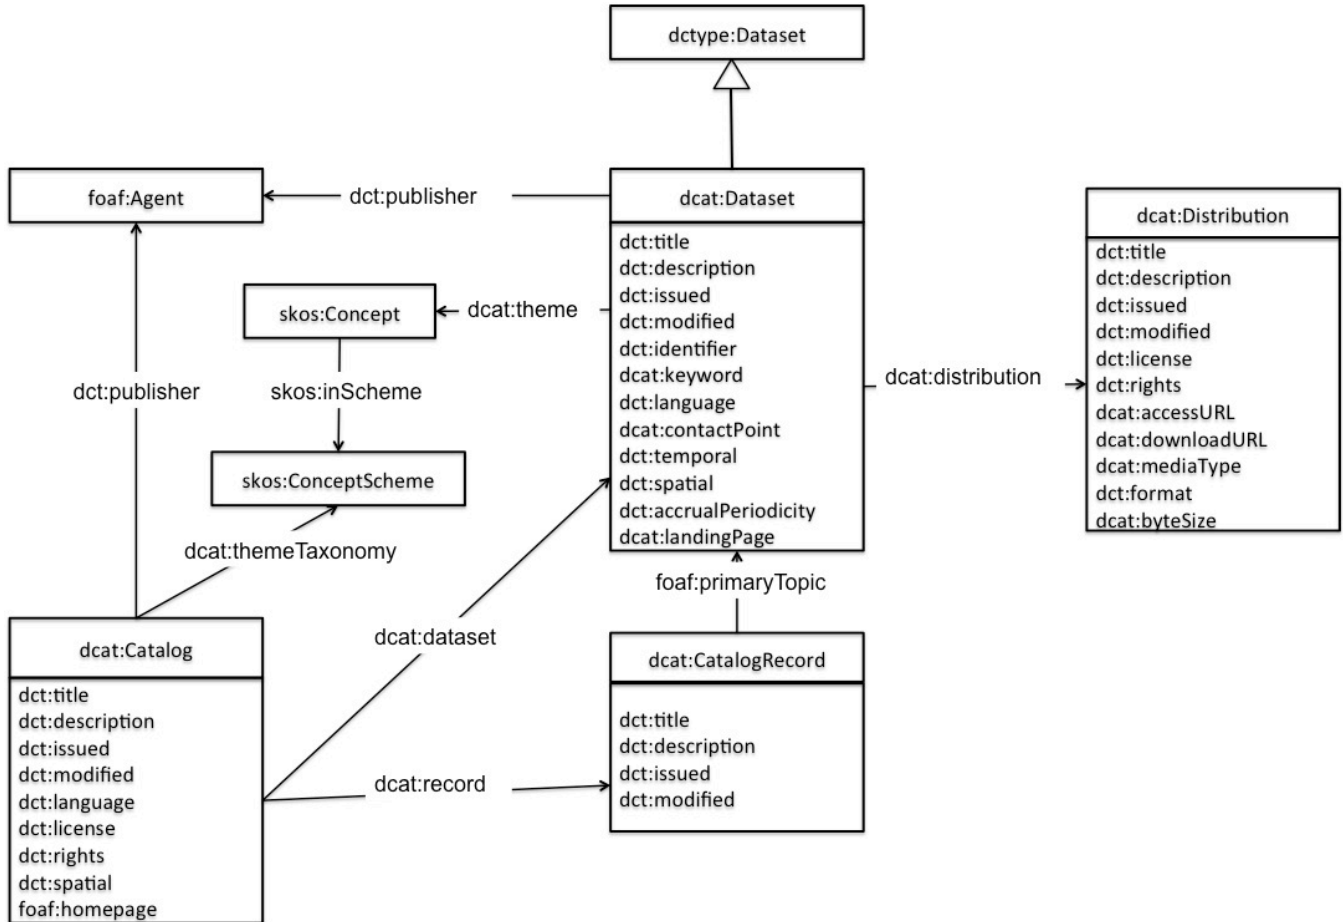 dctype:Dataset
foaf:Agent
dct:publisher
dcat:Dataset
dct:title
dct:description
dct:issued
dct:modified
dct:identifier
dcat:keyword
dct:language
dcat:contactPoint
dct:temporal
dct:spatial
dct:accrualPeriodicity
dcat:landingPage
dcat:Distribution
dct:title
dct:description
dct:issued
dct:modified
dct:license
dct:rights
dcat:accessURL
dcat:downloadURL
dcat:mediaType
dct:format
dcat:byteSize
skos:Concept
dcat:theme
dcat:distribution
dct:publisher
skos:inScheme
skos:ConceptScheme
dcat:themeTaxonomy
foaf:primaryTopic
dcat:Catalog
dct:title
dct:description
dct:issued
dct:modified
dct:language
dct:license
dct:rights
dct:spatial
foaf:homepage
dcat:dataset
dcat:record
dcat:CatalogRecord
dct:title
dct:description
dct:issued
dct:modified